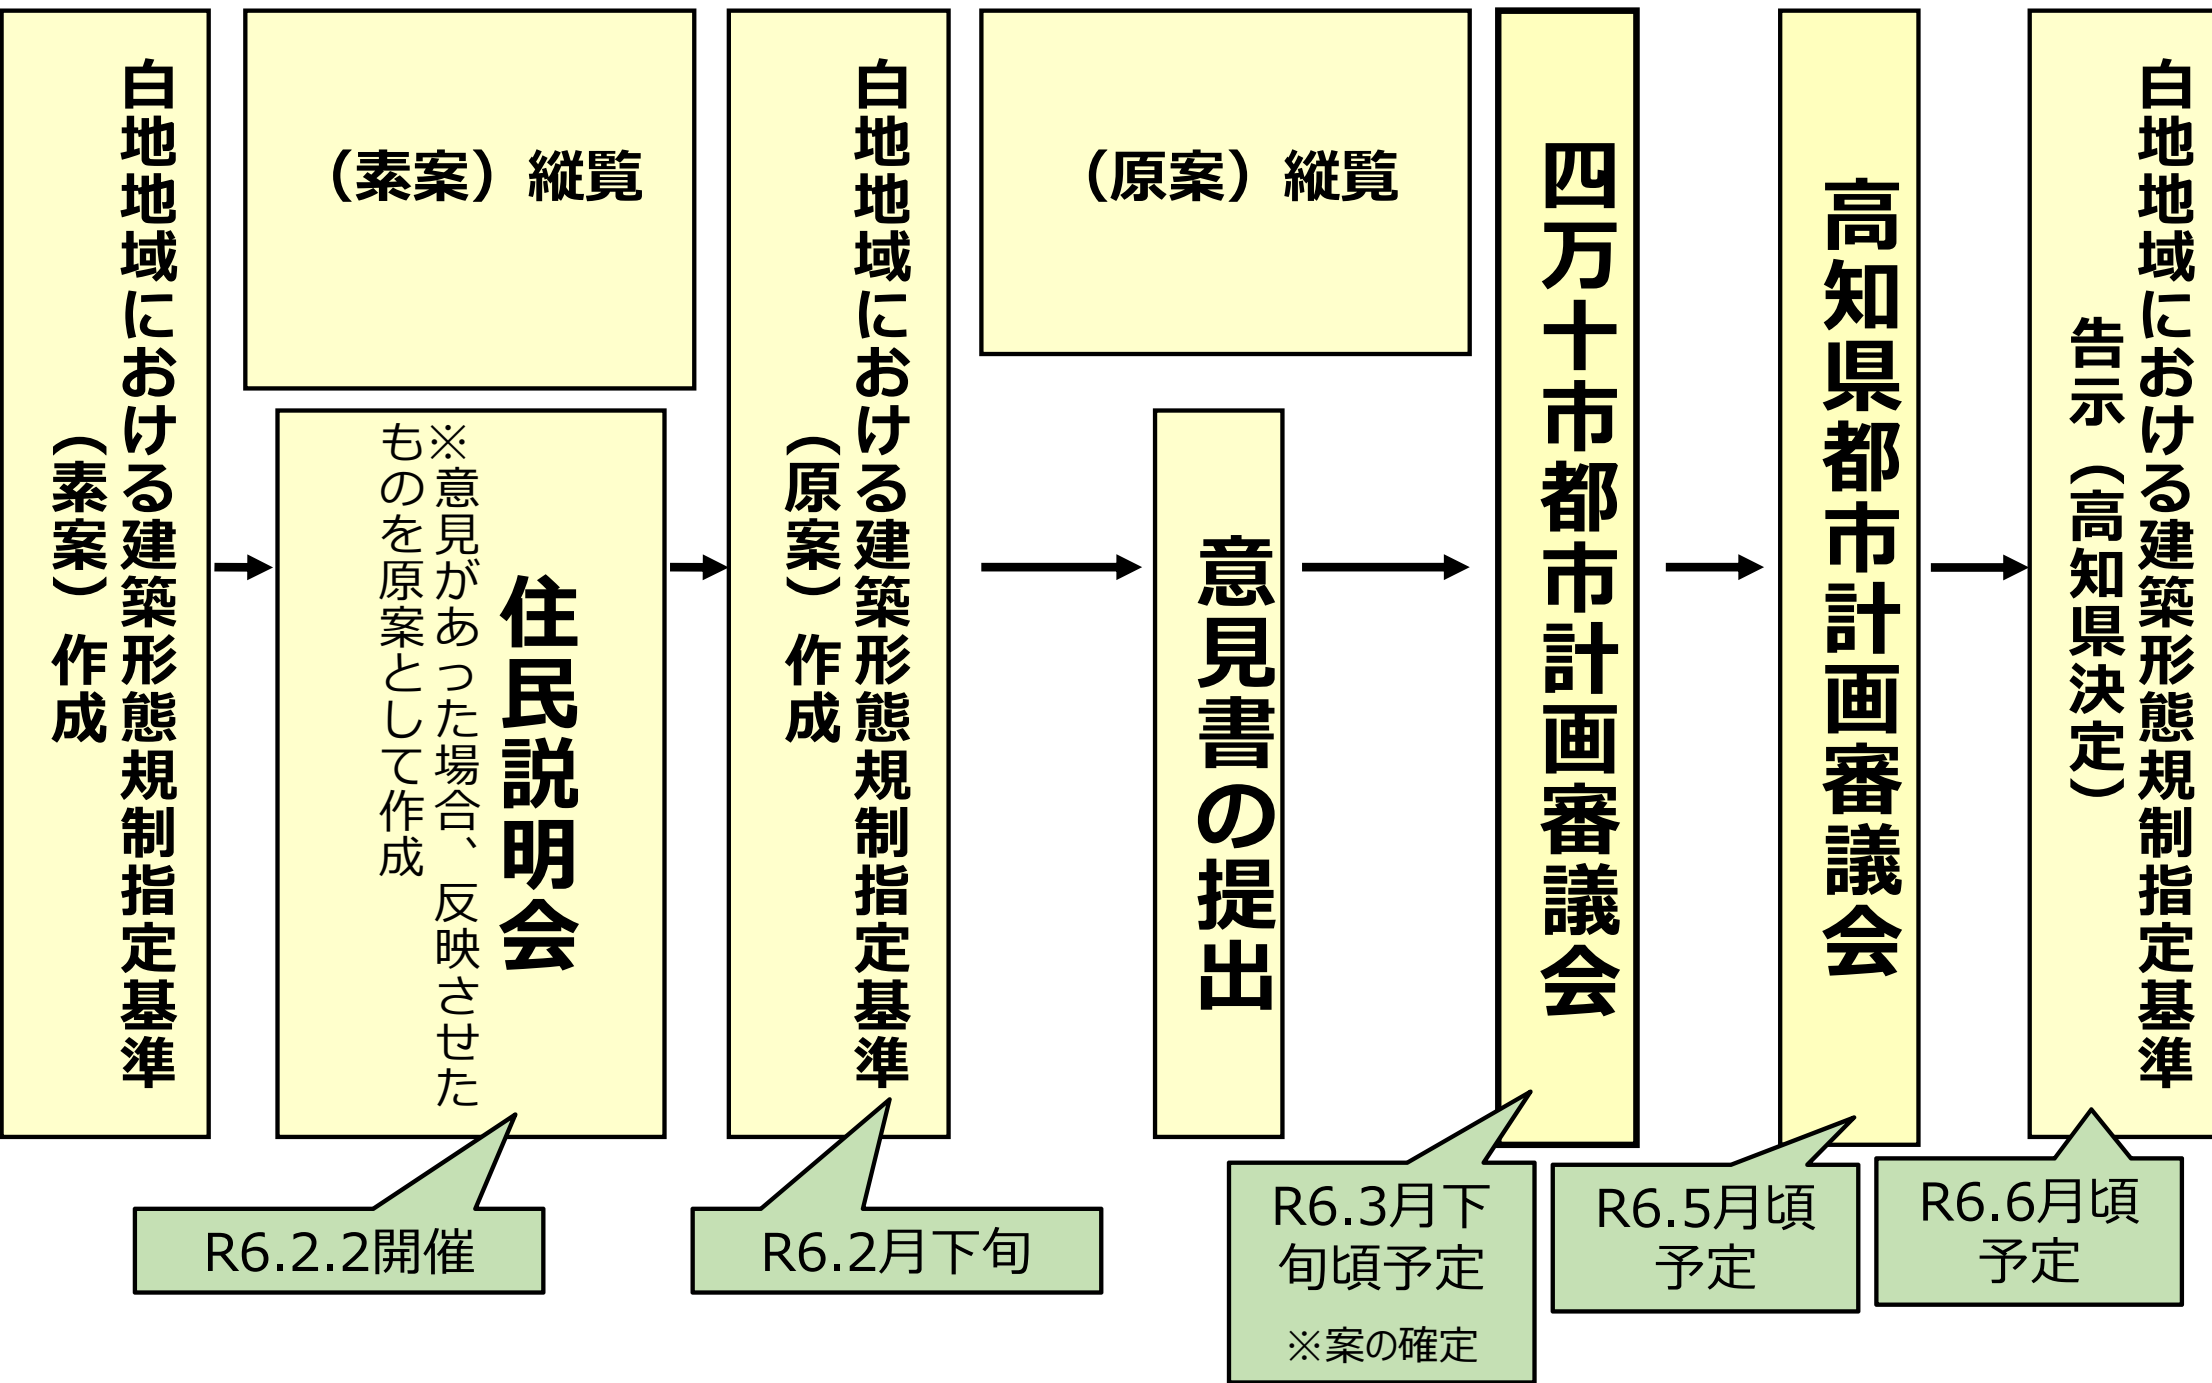 白地地域における建築形態規制指定基準
（素案）作成
（素案）縦覧
住民説明会
※意見があった場合、反映させた
ものを原案として作成
白地地域における建築形態規制指定基準
（原案）作成
（原案）縦覧
意見書の提出
四万十市都市計画審議会
高知県都市計画審議会
白地地域における建築形態規制指定基準
告示（高知県決定）
R6.2.2開催
R6.2月下旬
R6.3月下
旬頃予定
※案の確定
R6.5月頃
予定
R6.6月頃
予定